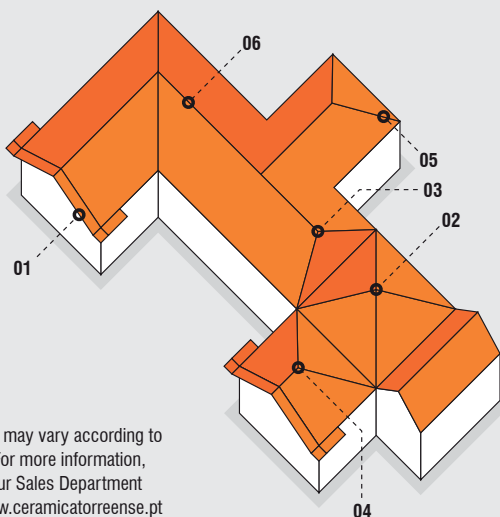 06
05
03
02
01
may vary according to
or more information,
ur Sales Department
w.ceramicatorreense.pt
04